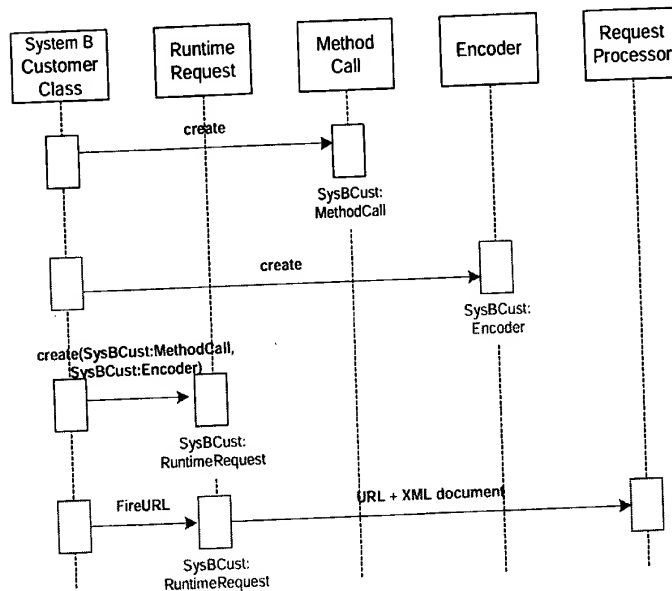 System B
Customer
Class
Runtime
Request
Method
Call
Encoder
Request
Processor
create
SysBCust:
MethodCall
create
SysBCust:
Encoder
create(SysBCust:MethodCall,
SysBCust:Encoder)
SysBCust:
RuntimeRequest
FireURL
URL + XML document
SysBCust:
RuntimeRequest